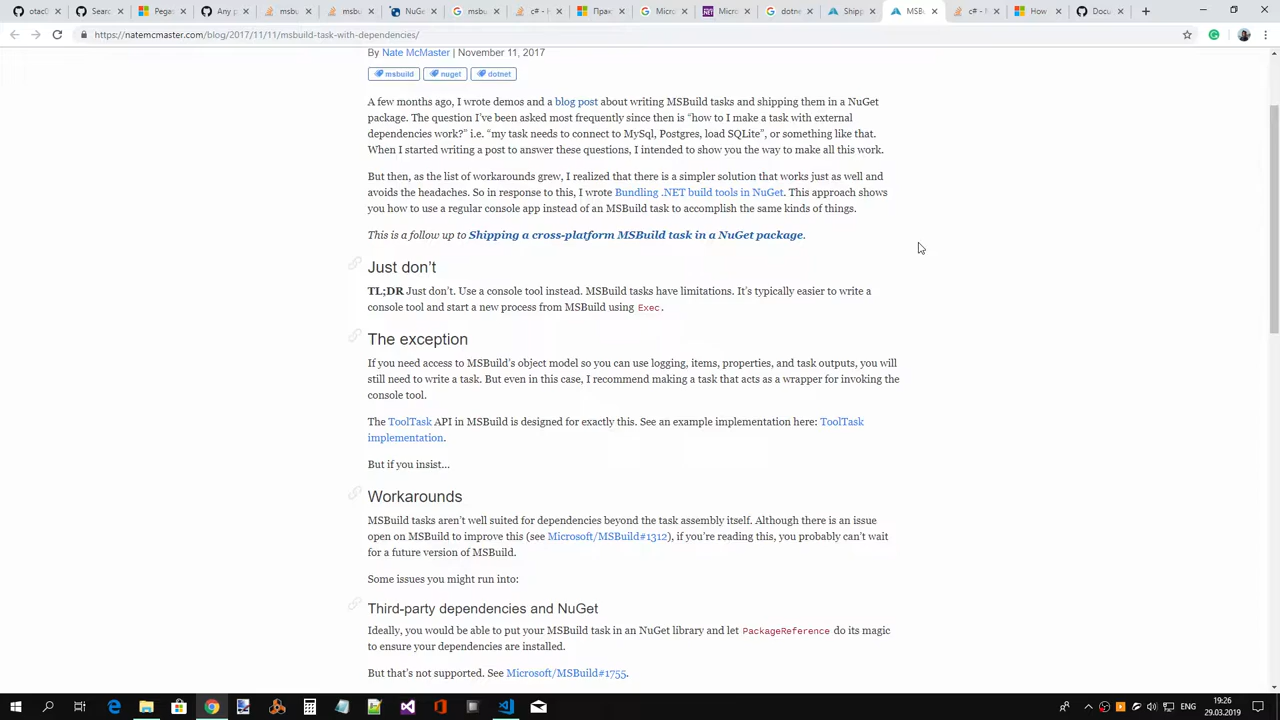 otacO
Search
Pegas
Any p
msbu
msbu
NuGe
msbu
c# - 
Прак
Micro
Micro
dotne
Shipp
MSB
c# - N
How
Docu
https://natemcmaster.com/blog/2017/11/11/msbuild-task-with-dependencies/
By Nate McMaster | November 11, 2017
msbuild nuget dotnet
A few months ago, I wrote demos and a blog post about writing MSBuild tasks and shipping them in a NuGet
package. The question I've been asked most frequently since then is “how to I make a task with external
dependencies work?” i.e. “my task needs to connect to MySql, Postgres, load SQLite”, or something like that.
When I started writing a post to answer these questions, I intended to show you the way to make all this work.
But then, as the list of workarounds grew, I realized that there is a simpler solution that works just as well and
avoids the headaches. So in response to this, I wrote Bundling .NET build tools in NuGet. This approach shows
you how to use a regular console app instead of an MSBuild task to accomplish the same kinds of things.
This is a follow up to Shipping a cross-platform MSBuild task in a NuGet package.
Just don't
TL;DR Just don't. Use a console tool instead. MSBuild tasks have limitations. It's typically easier to write a
console tool and start a new process from MSBuild using Exec.
The exception
If you need access to MSBuild's object model so you can use logging, items, properties, and task outputs, you will
still need to write a task. But even in this case, I recommend making a task that acts as a wrapper for invoking the
console tool.
The ToolTask API in MSBuild is designed for exactly this. See an example implementation here: ToolTask
implementation.
But if you insist…
Workarounds
MSBuild tasks aren't well suited for dependencies beyond the task assembly itself. Although there is an issue
open on MSBuild to improve this (see Microsoft/MSBuild#1312), if you're reading this, you probably can't wait
for a future version of MSBuild.
Some issues you might run into:
Third-party dependencies and NuGet
Ideally, you would be able to put your MSBuild task in an NuGet library and let PackageReference do its magic
to ensure your dependencies are installed.
But that's not supported. See Microsoft/MSBuild#1755.
ENG
19:26
29.03.2019